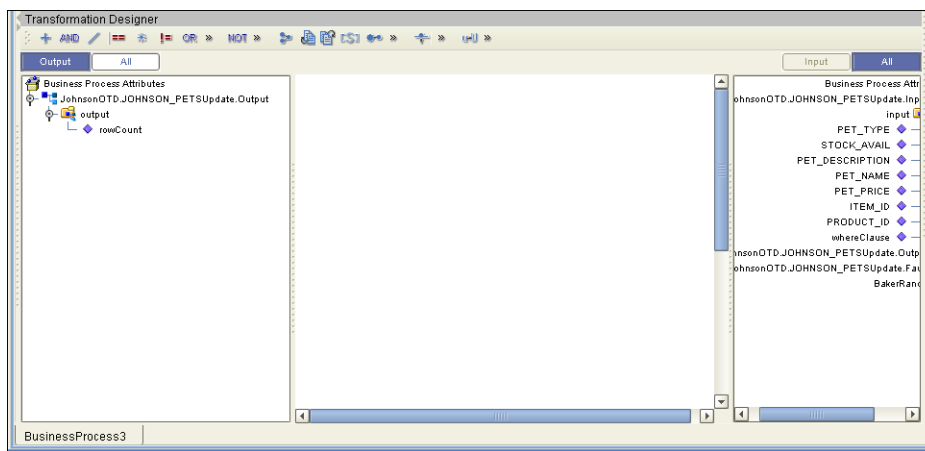 Transformation Designer
AND == != OR » NOT » » » »
Output All Input All
Business Process Attributes
JohnsonOTD.JOHNSON_PETSUpdate.Output
output
rowCount
Business Process Attr
ohnsonOTD.JOHNSON_PETSUpdate.Inp
input
PET_TYPE
STOCK_AVAIL
PET_DESCRIPTION
PET_NAME
PET_PRICE
ITEM_ID
PRODUCT_ID
whereClause
nsonOTD.JOHNSON_PETSUpdate.Outp
ohnsonOTD.JOHNSON_PETSUpdate.Fau
BakerRand
BusinessProcess3